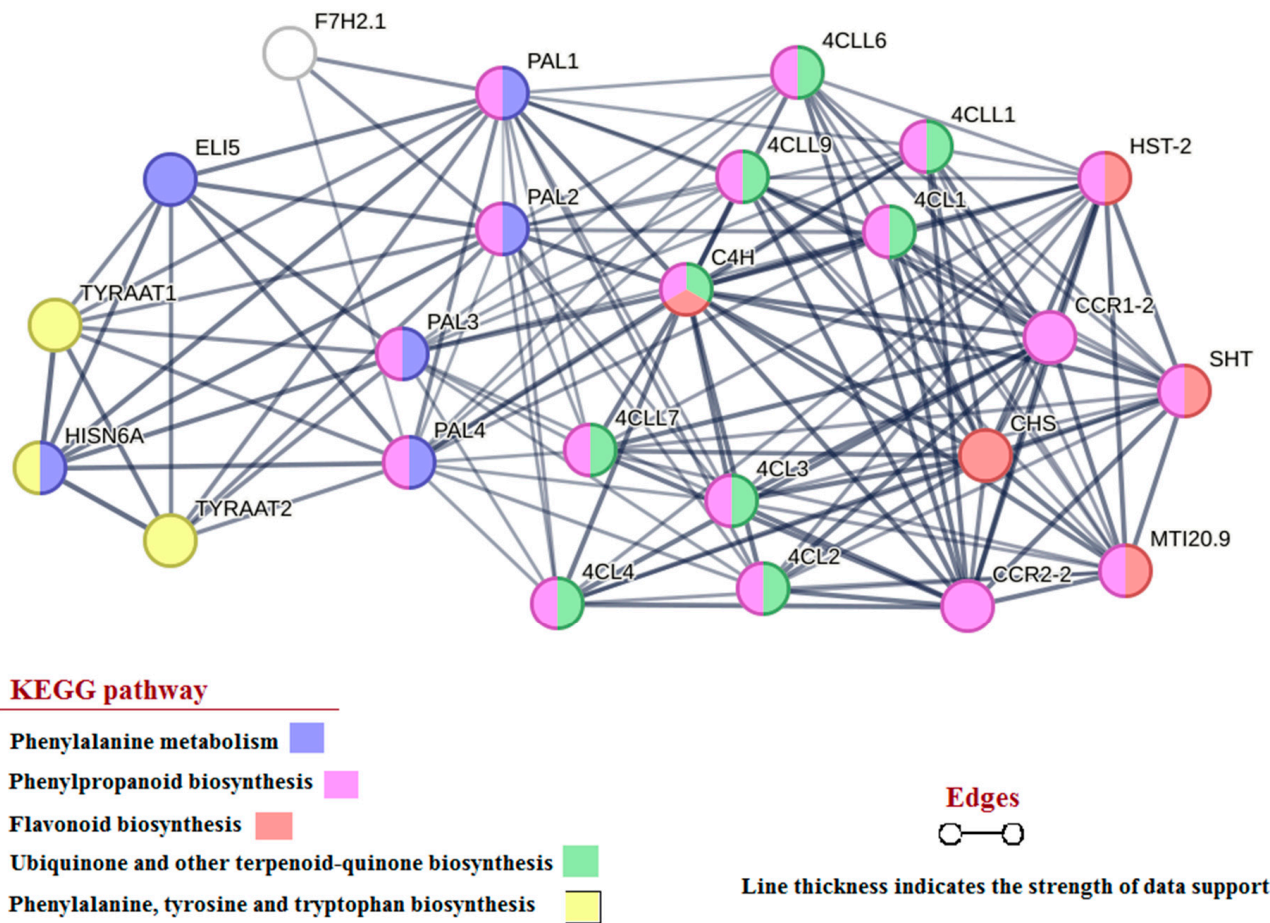 F7H2.1
4CLL6
PAL1
4CLL1
4CLL9
HST-2
ELI5
PAL2
4CL1
C4H
TYRAAT1
CCR1-2
PAL3
SHT
4CLL7
CHS
HISN6A
PAL4
4CL3
TYRAAT2
MTI20.9
4CL2
4CL4
CCR2-2
KEGG pathway
Phenylalanine metabolism
Phenylpropanoid biosynthesis
Flavonoid biosynthesis
Ubiquinone and other terpenoid-quinone biosynthesis
Phenylalanine, tyrosine and tryptophan biosynthesis
Edges
Line thickness indicates the strength of data support